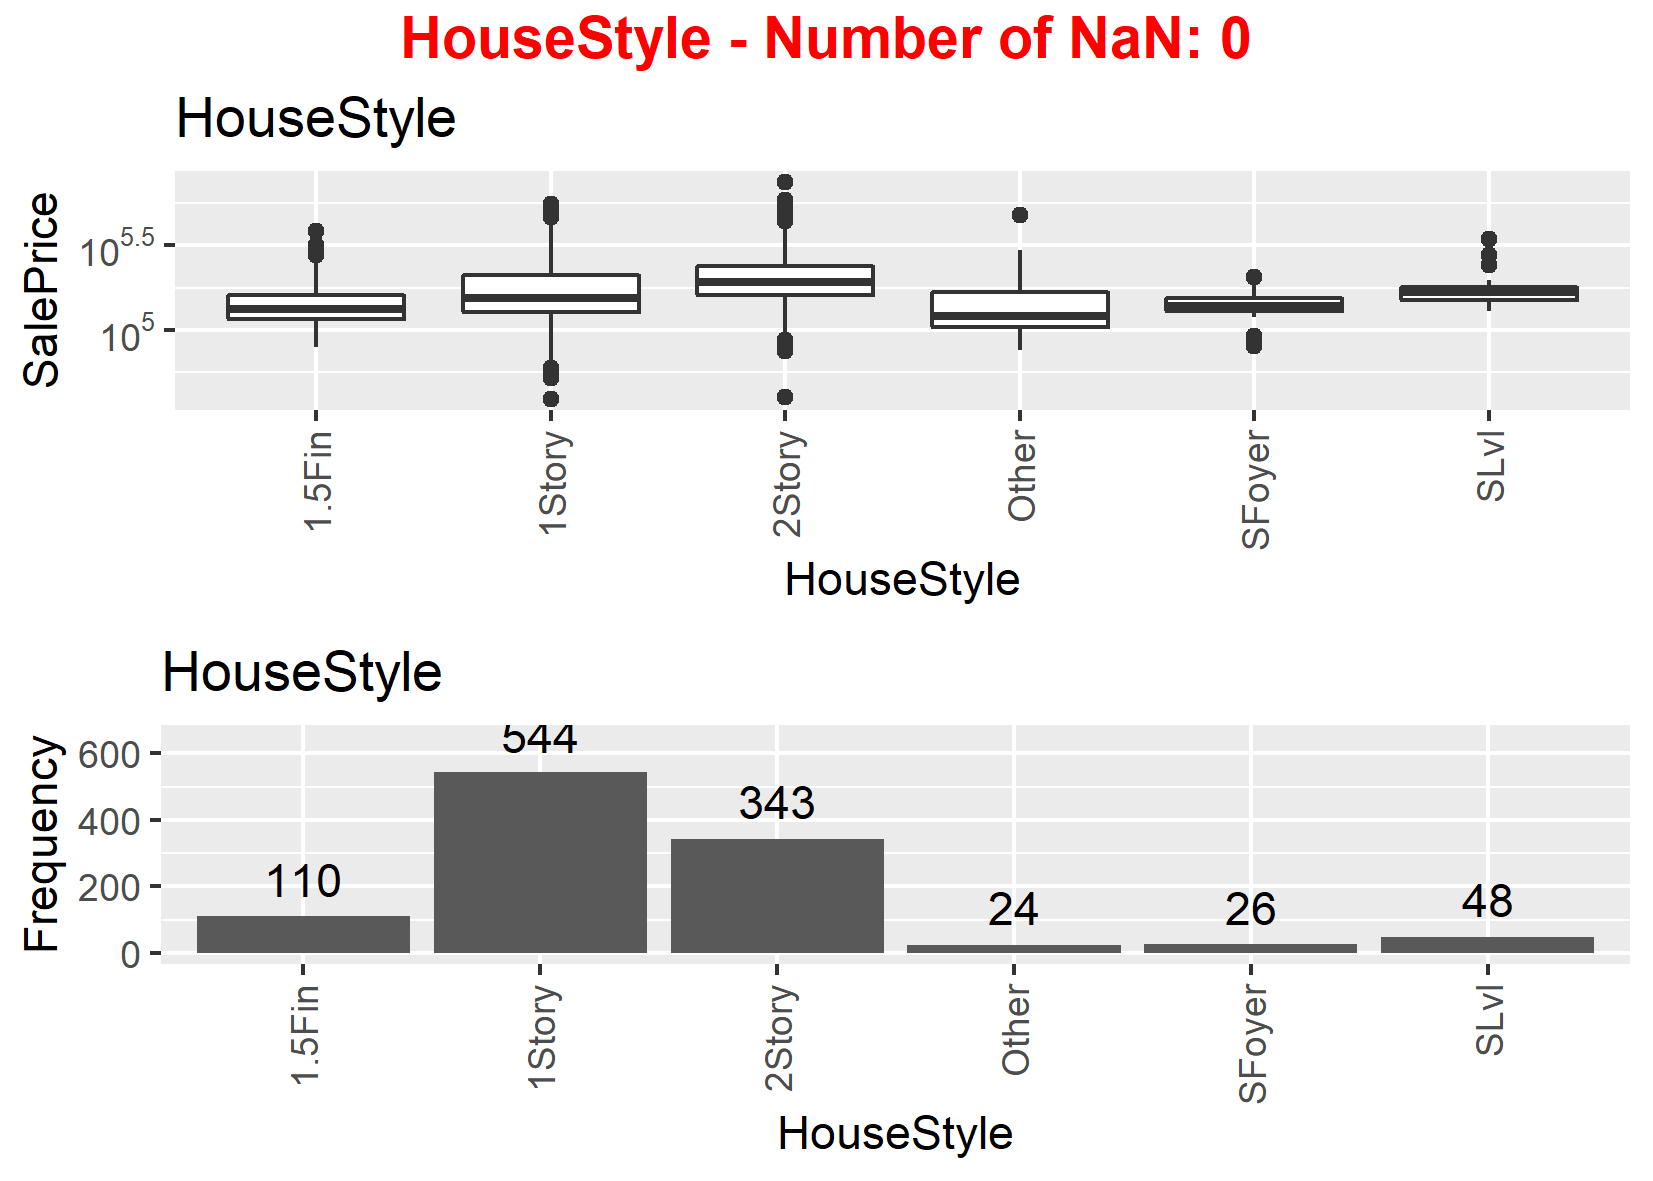 HouseStyle - Number of NaN: 0
HouseStyle
SalePrice
10^5.5
10^5
1.5Fin
1Story
2Story
Other
SFoyer
SLvl
HouseStyle
HouseStyle
Frequency
600
400
200
0
544
343
110
24
26
48
1.5Fin
1Story
2Story
Other
SFoyer
SLvl
HouseStyle